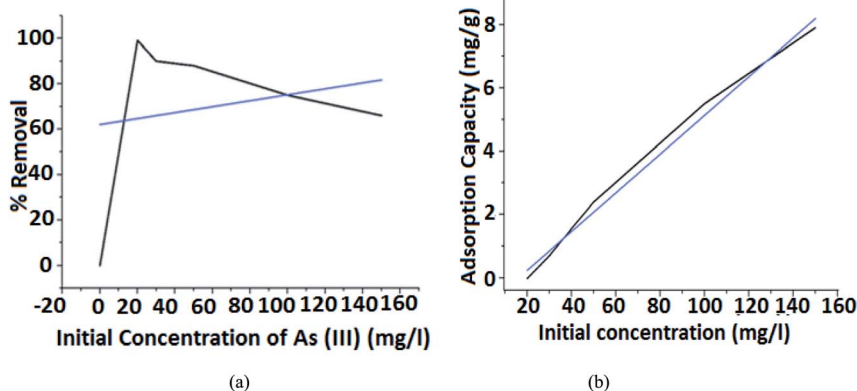 100
80
60
40
20
0
-20 0 20 40 60 80 100 120 140 160
% Removal
Initial Concentration of As (III) (mg/l)
(a)
8
6
4
2
0
20 40 60 80 100 120 140 160
Adsorption Capacity (mg/g)
Initial concentration (mg/l)
(b)